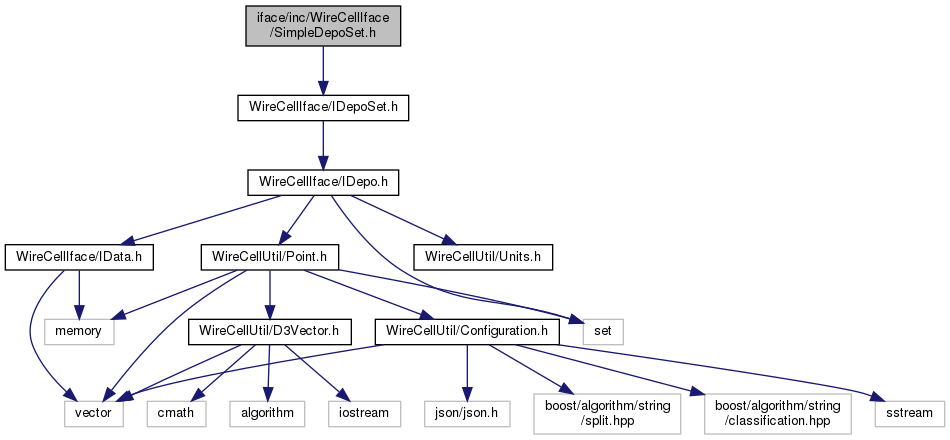 iface/inc/WireCellIface
/SimpleDepoSet.h
WireCellIface/IDepoSet.h
WireCellIface/IDepo.h
WireCellIface/IData.h
WireCellUtil/Point.h
WireCellUtil/Units.h
memory
WireCellUtil/D3Vector.h
WireCellUtil/Configuration.h
set
vector
cmath
algorithm
iostream
json/json.h
boost/algorithm/string
/split.hpp
boost/algorithm/string
/classification.hpp
sstream